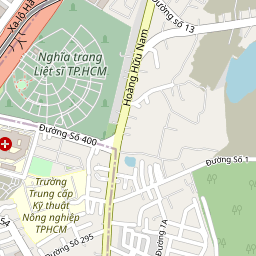 Xa lộ Hà
Đường Số 13
Nghĩa trang
Liệt sĩ TP.HCM
Hoàng Hữu Nam
Đường Số 400
Đường Số 1
Trường
Trung cấp
Kỹ thuật
Nông nghiệp
TPHCM
Đường 1A
Đường Số 295